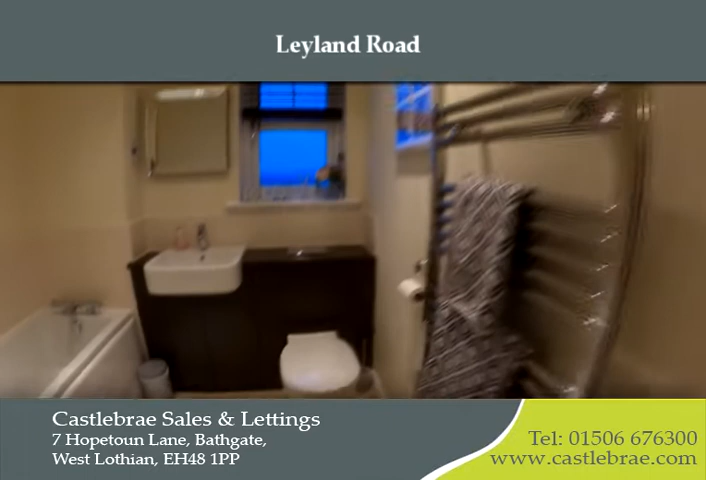 Leyland Road
Castlebrae Sales & Lettings
7 Hopetoun Lane, Bathgate,
West Lothian, EH48 1PP
Tel: 01506 676300
www.castlebrae.com